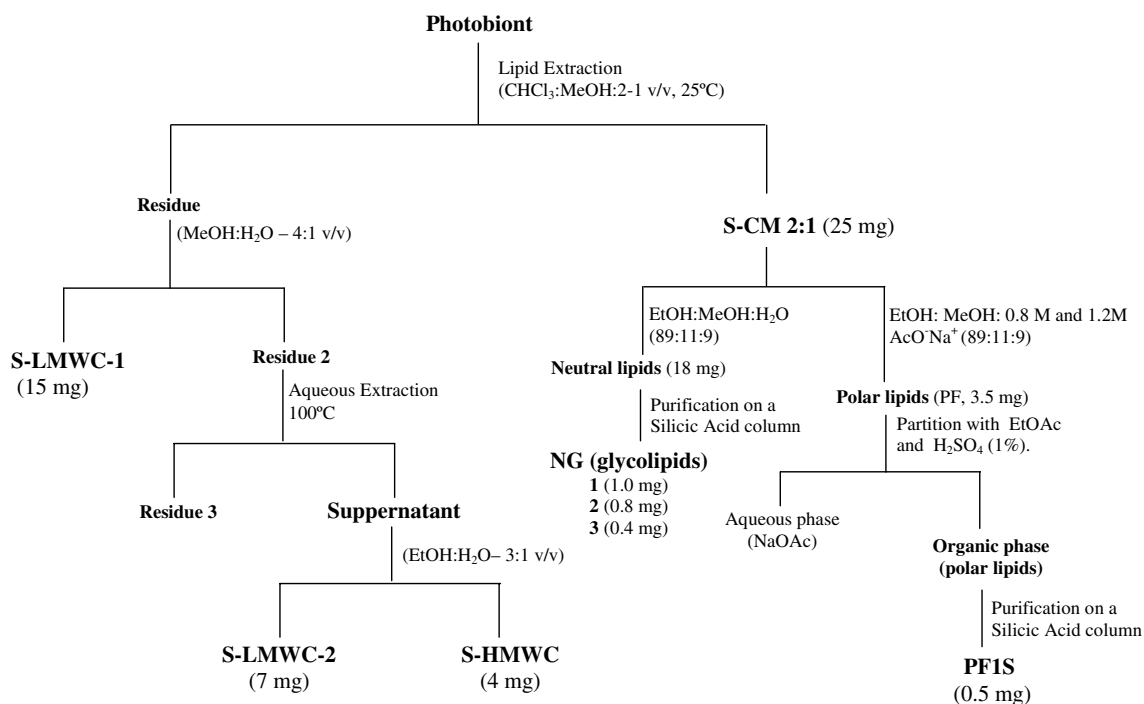 Photobiont
Lipid Extraction
(CHCl₃:MeOH:2-1 v/v, 25ºC)
Residue
(MeOH:H₂O – 4:1 v/v)
S-LMWC-1
(15 mg)
Residue 2
Aqueous Extraction
100ºC
Residue 3
Suppernatant
(EtOH:H₂O– 3:1 v/v)
S-LMWC-2
(7 mg)
S-HMWC
(4 mg)
S-CM 2:1 (25 mg)
EtOH:MeOH:H₂O
(89:11:9)
Neutral lipids (18 mg)
Purification on a
Silicic Acid column
NG (glycolipids)
1 (1.0 mg)
2 (0.8 mg)
3 (0.4 mg)
EtOH: MeOH: 0.8 M and 1.2M
AcO⁻Na⁺ (89:11:9)
Polar lipids (PF, 3.5 mg)
Partition with EtOAc
and H₂SO₄ (1%).
Aqueous phase
(NaOAc)
Organic phase
(polar lipids)
Purification on a
Silicic Acid column
PF1S
(0.5 mg)